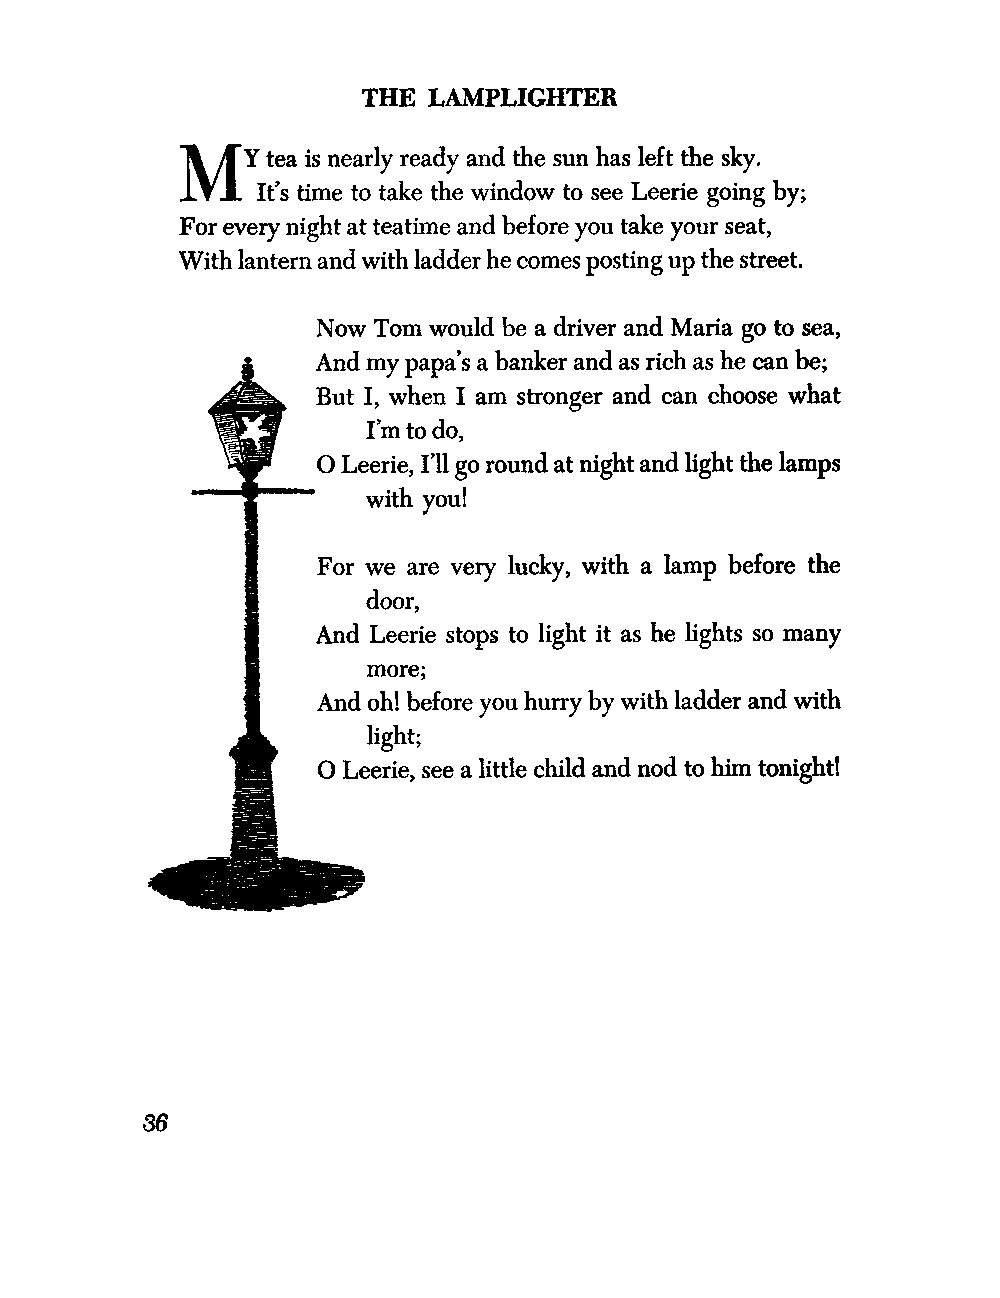 THE LAMPLIGHTER
MY tea is nearly ready and the sun has left the sky.
It's time to take the window to see Leerie going by;
For every night at teatime and before you take your seat,
With lantern and with ladder he comes posting up the street.
Now Tom would be a driver and Maria go to sea,
And my papa's a banker and as rich as he can be;
But I, when I am stronger and can choose what
I'm to do,
O Leerie, I'll go round at night and light the lamps
with you!
For we are very lucky, with a lamp before the
door,
And Leerie stops to light it as he lights so many
more;
And oh! before you hurry by with ladder and with
light;
O Leerie, see a little child and nod to him tonight!
36